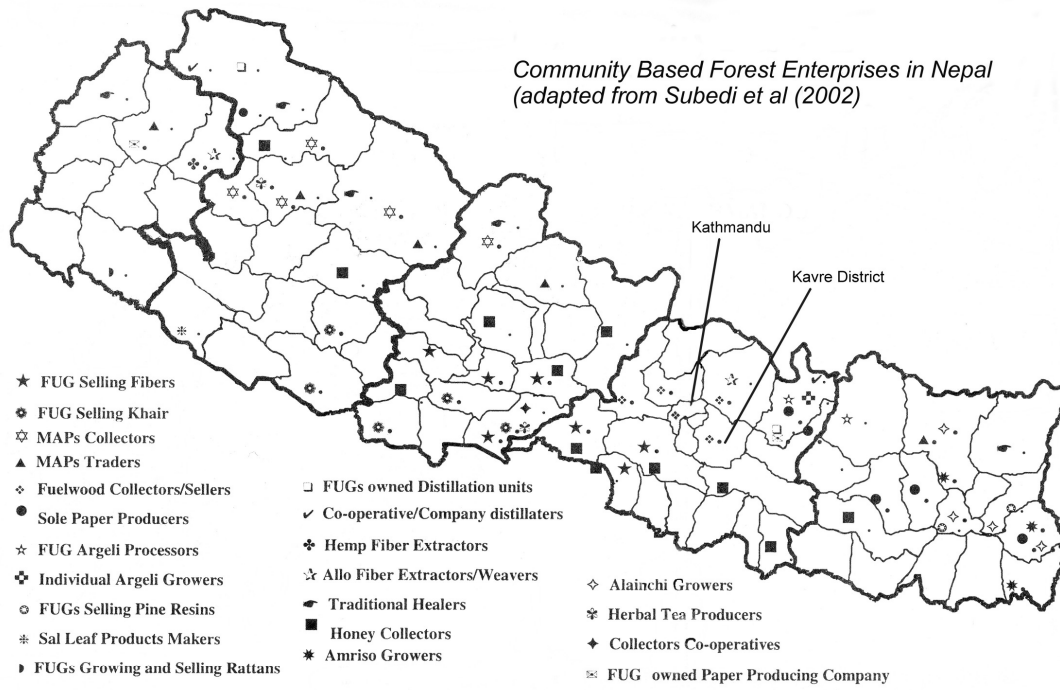 Community Based Forest Enterprises in Nepal
(adapted from Subedi et al (2002)
Kathmandu
Kavre District
FUG Selling Fibers
FUG Selling Khair
MAPs Collectors
MAPs Traders
Fuelwood Collectors/Sellers
Sole Paper Producers
FUG Argeli Processors
Individual Argeli Growers
FUGs Selling Pine Resins
Sal Leaf Products Makers
FUGs Growing and Selling Rattans
FUGs owned Distillation units
Co-operative/Company distillaters
Hemp Fiber Extractors
Allo Fiber Extractors/Weavers
Traditional Healers
Honey Collectors
Amriso Growers
Alainchi Growers
Herbal Tea Producers
Collectors Co-operatives
FUG owned Paper Producing Company